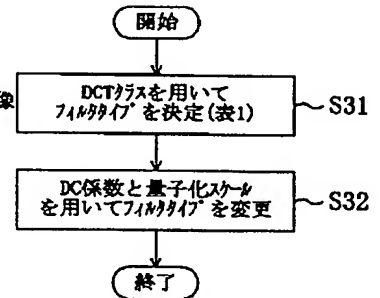 開始
像
DCTクラスを用いて
フィルタタイプを決定(表1)
S31
DC係数と量子化スケール
を用いてフィルタタイプを変更
S32
終了